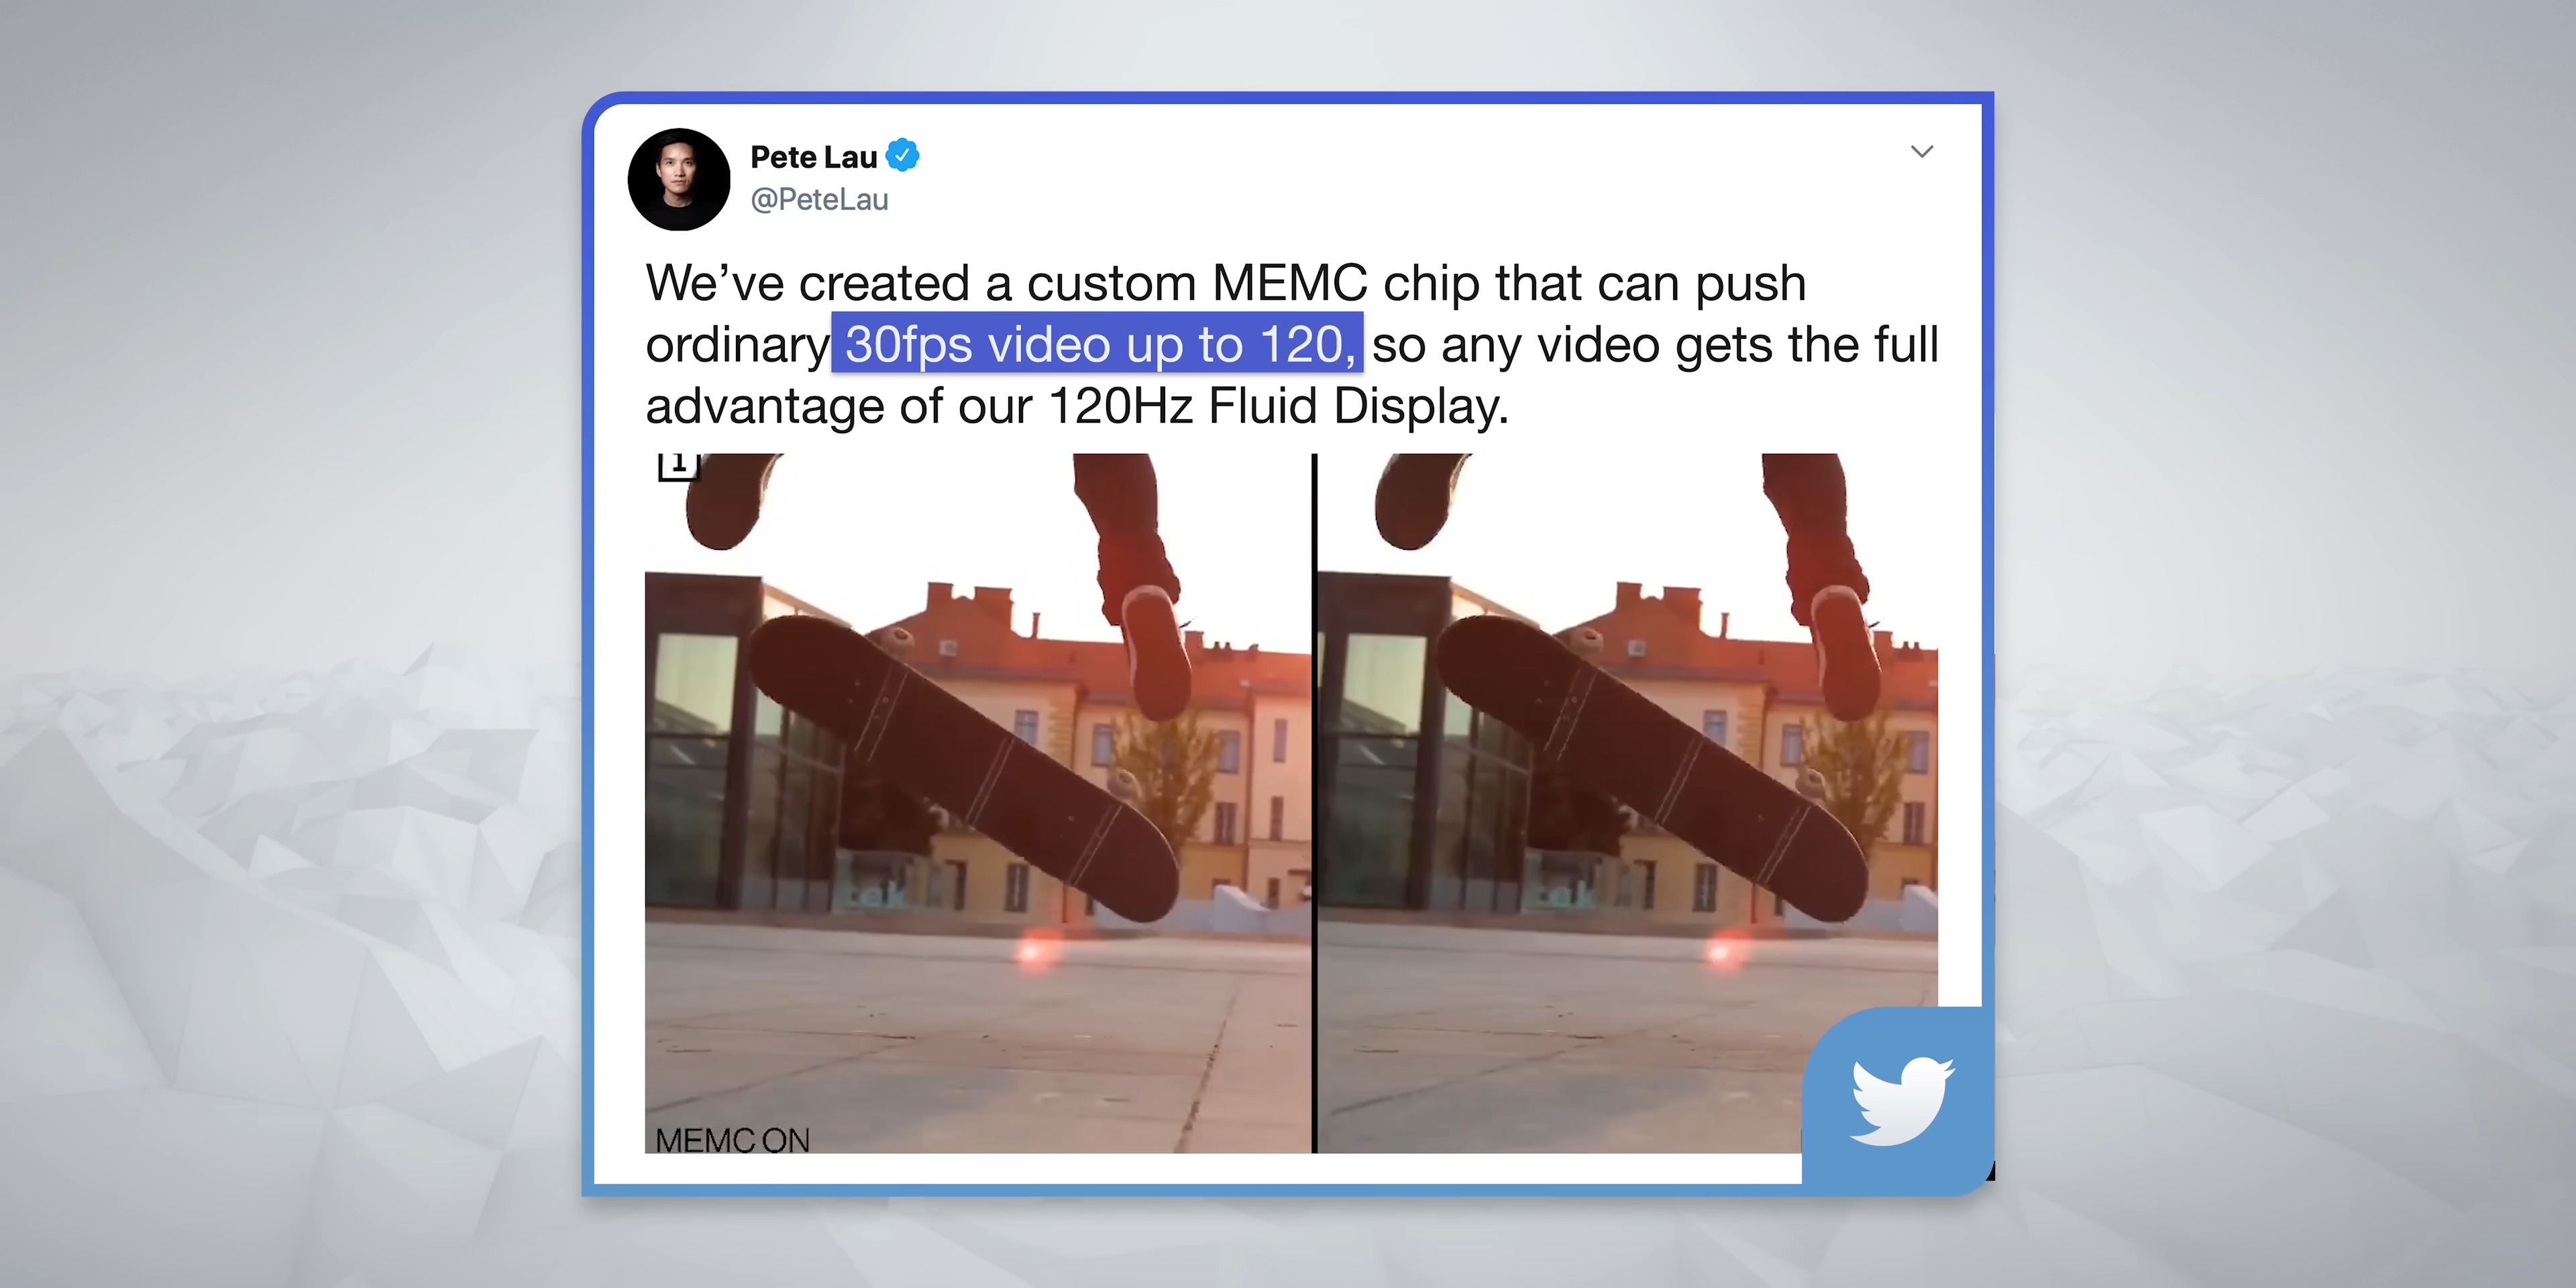 Pete Lau
@PeteLau
We’ve created a custom MEMC chip that can push
ordinary 30fps video up to 120, so any video gets the full
advantage of our 120Hz Fluid Display.
1
MEMC ON